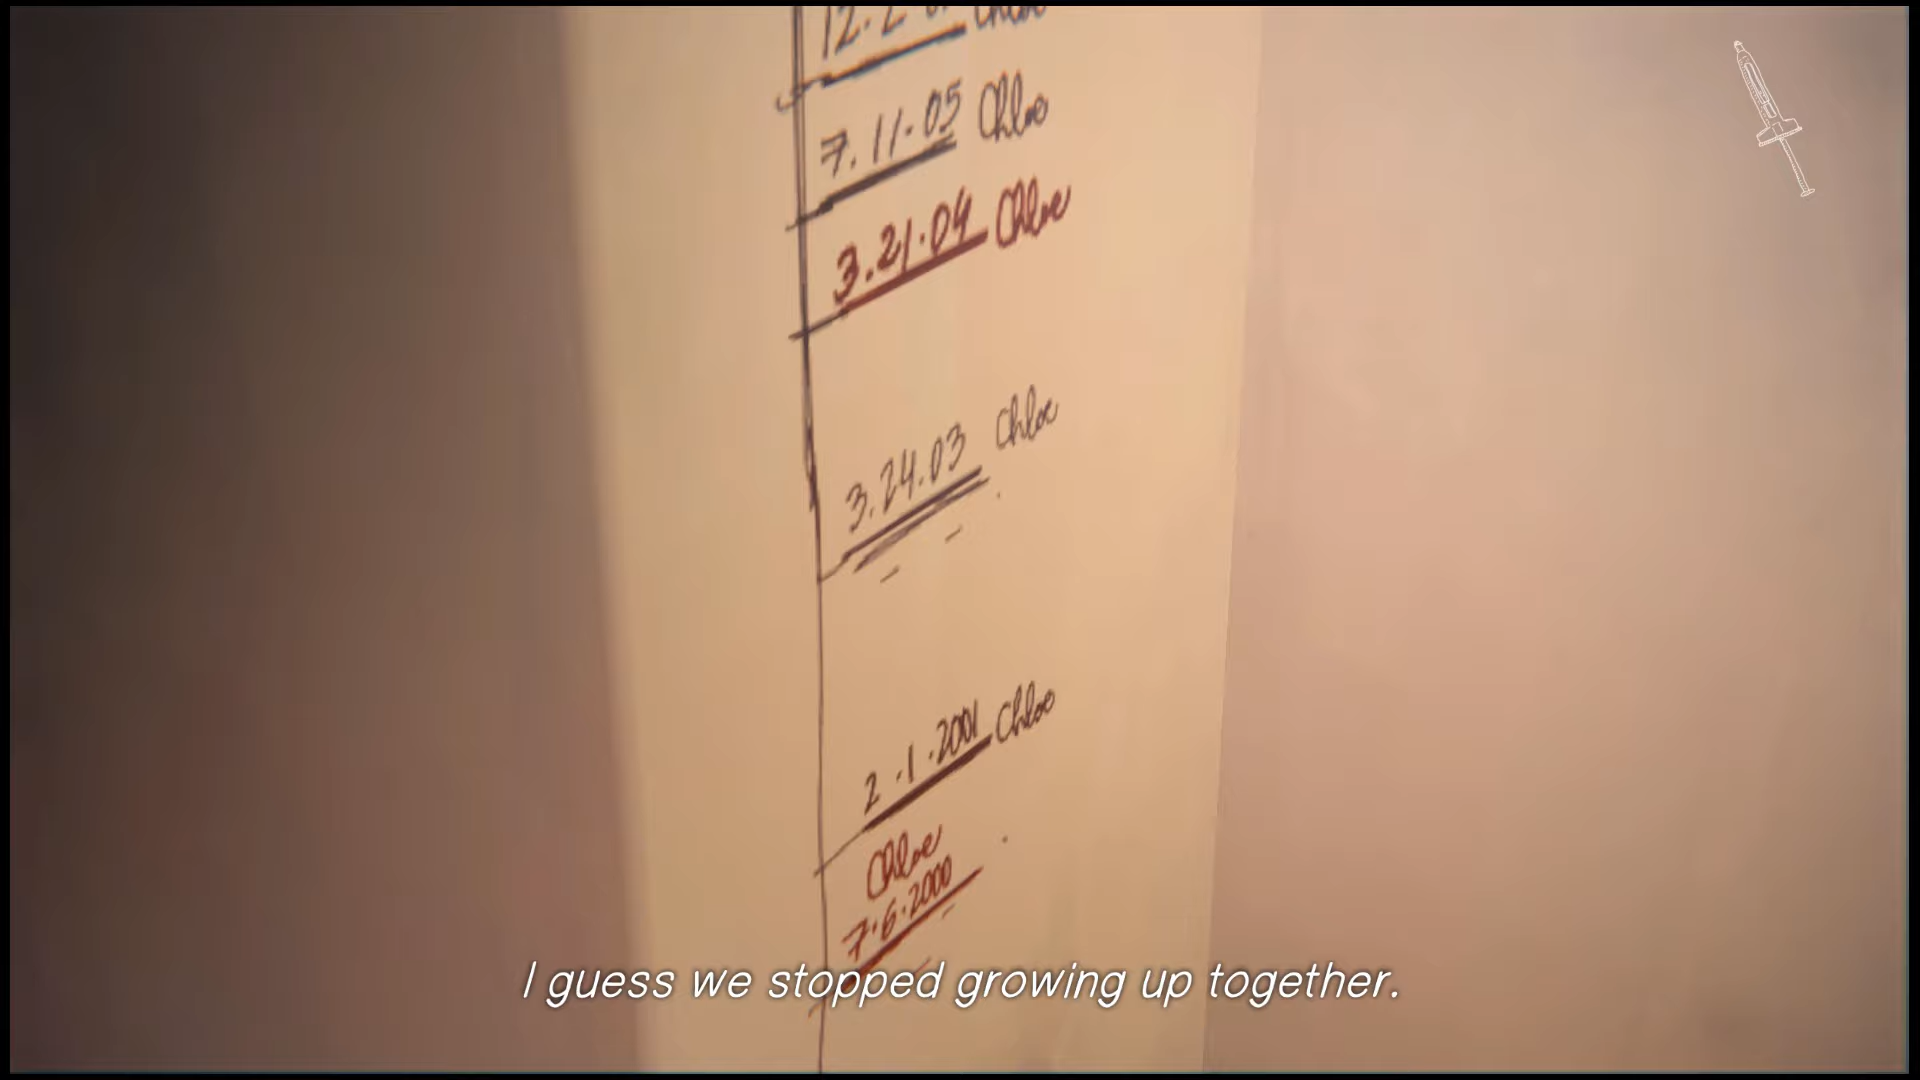 7.11.05 Chloe
3.21.04 Chloe
3.24.03 Chloe
2.1.2001 Chloe
Chloe
7.6.2000
I guess we stopped growing up together.